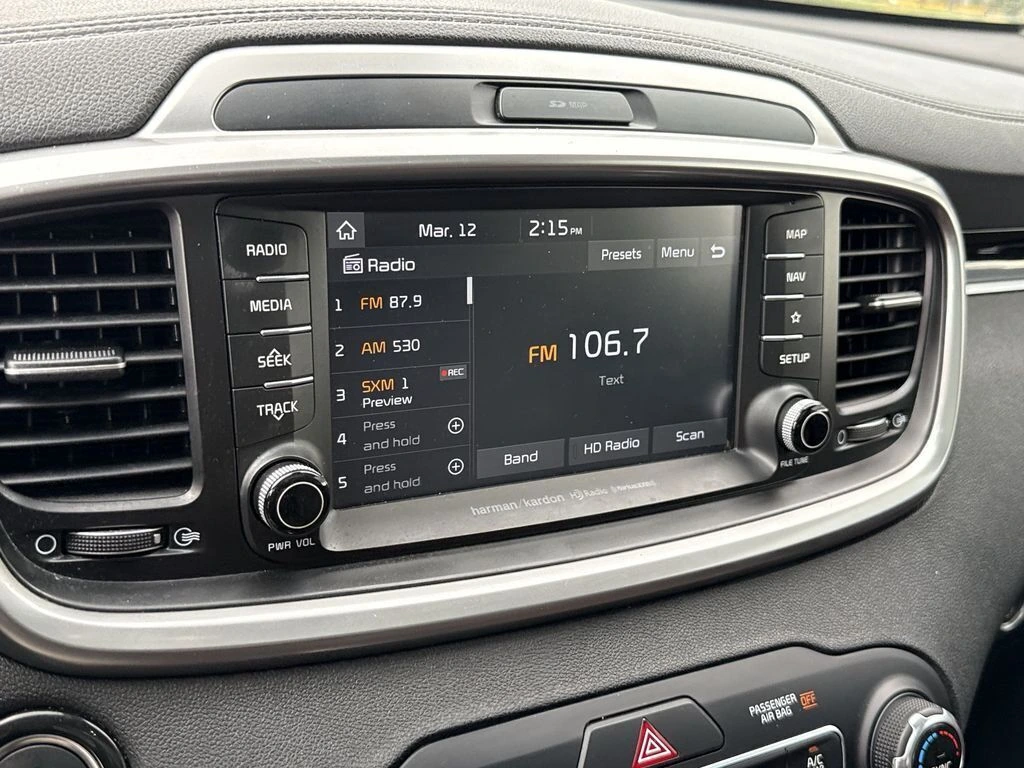 SD MAP
Mar. 12 2:15 PM
Radio Presets Menu
1 FM 87.9
2 AM 530
3 SXM 1 REC
Preview
4 Press
and hold
5 Press
and hold
FM 106.7
Text
Band HD Radio Scan
RADIO
MEDIA
SEEK
TRACK
PWR VOL
MAP
NAV
SETUP
FILE TUNE
harman/kardon HD Radio
PASSENGER OFF
AIR BAG
A/C
SYNC